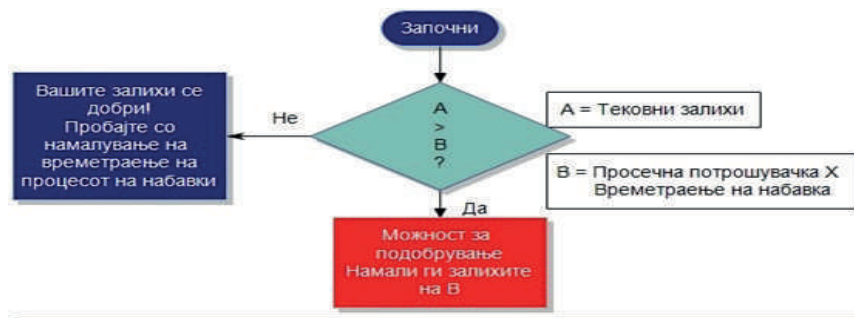 Започни
Вашите залихи се
добри!
Пробајте со
намалување на
времетраење на
процесот на набавки
Не
А
>
В
?
А = Тековни залихи
В = Просечна потрошувачка X
Времетраење на набавка
Да
Можност за
подобрување
Намали ги залихите
на В